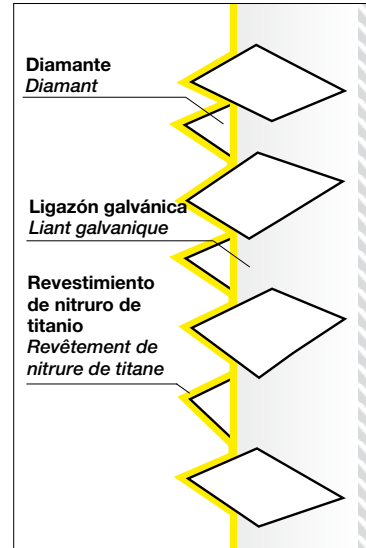 Diamante
Diamant
Ligazón galvánica
Liant galvanique
Revestimiento
de nitruro de
titanio
Revêtement de
nitrure de titane